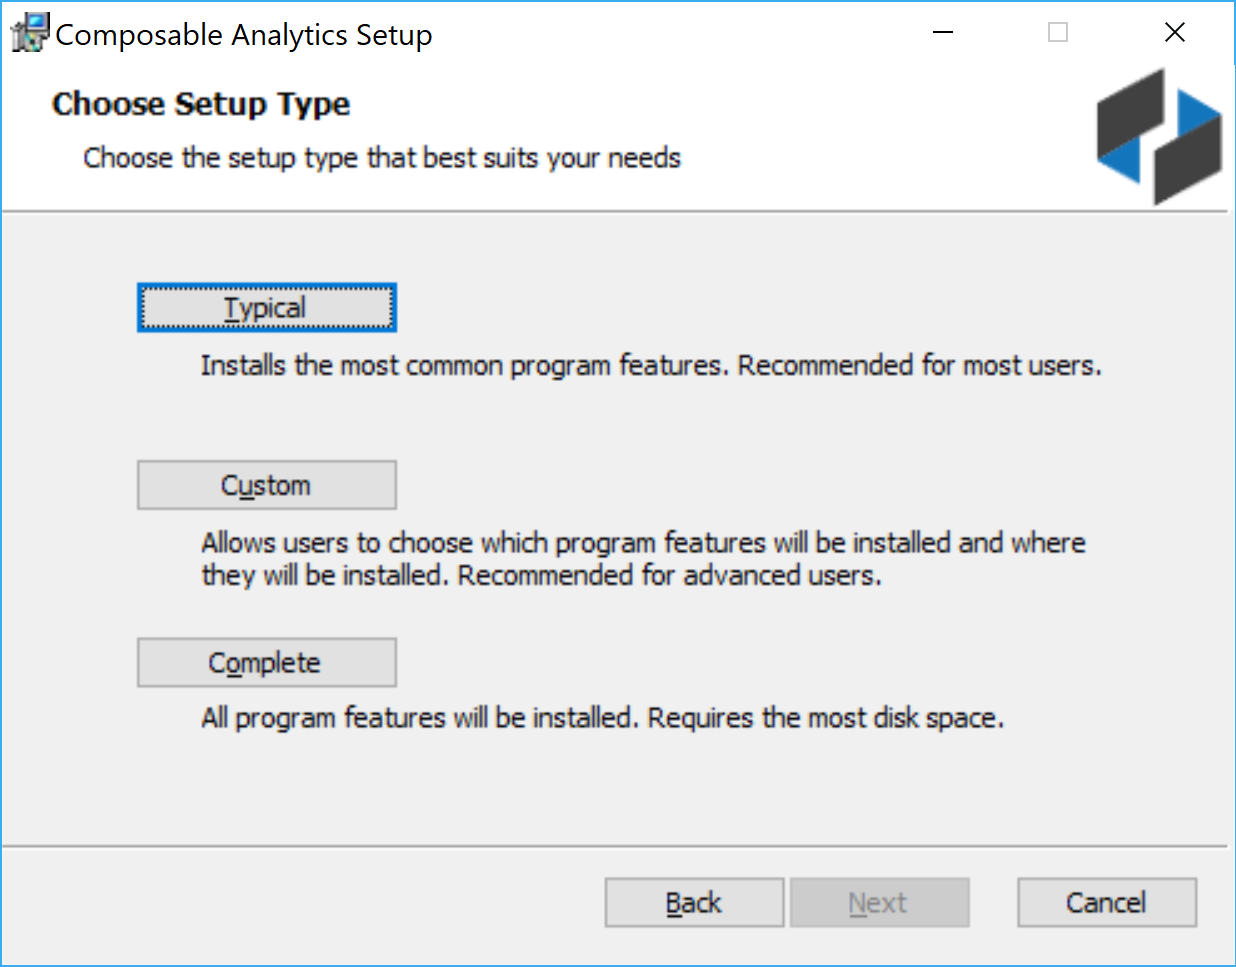 Composable Analytics Setup
Choose Setup Type
Choose the setup type that best suits your needs
Typical
Installs the most common program features. Recommended for most users.
Custom
Allows users to choose which program features will be installed and where
they will be installed. Recommended for advanced users.
Complete
All program features will be installed. Requires the most disk space.
Back Next Cancel